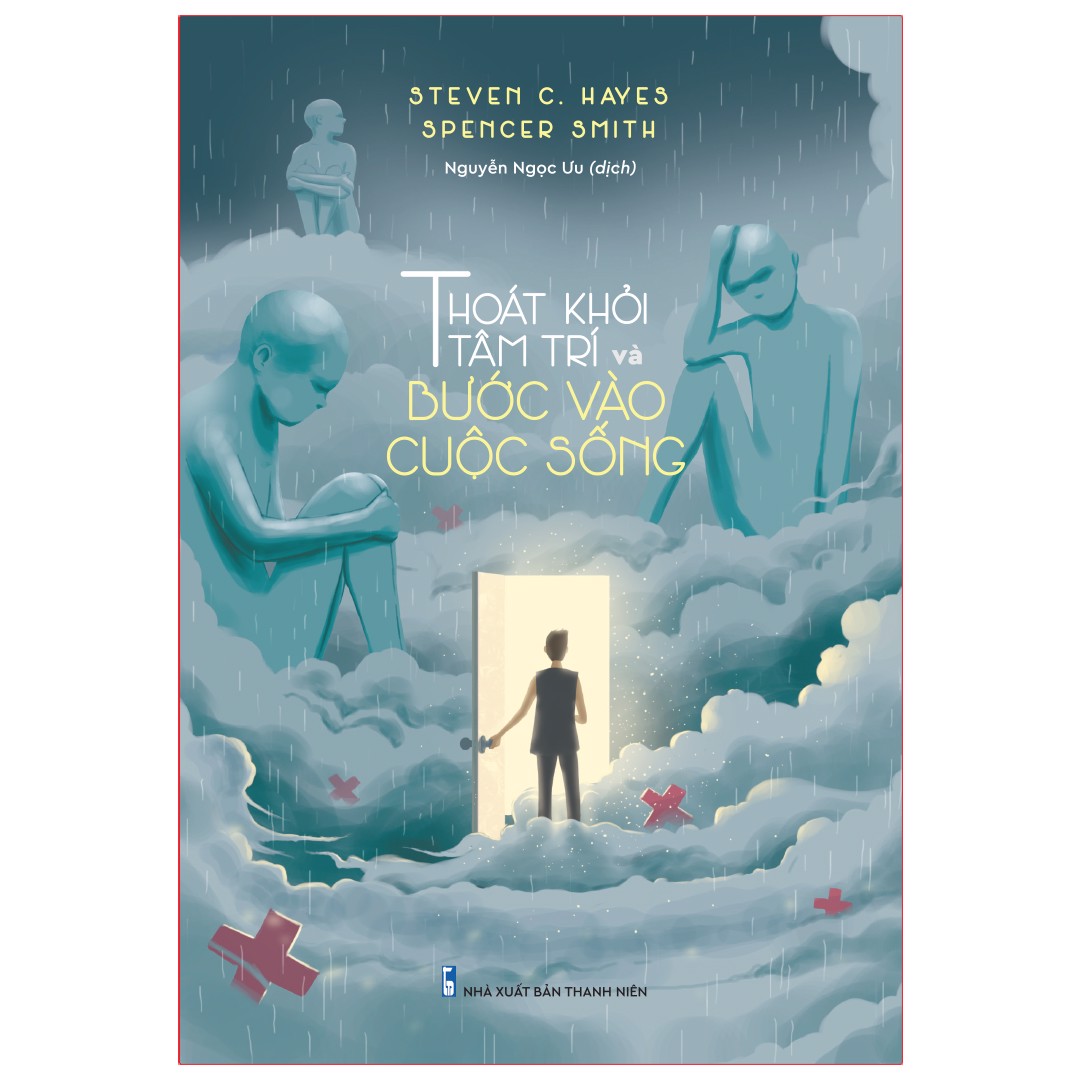 STEVEN C. HAYES
SPENCER SMITH
Nguyễn Ngọc Ưu (dịch)
THOÁT KHỎI
TÂM TRÍ và
BƯỚC VÀO
CUỘC SỐNG
NHÀ XUẤT BẢN THANH NIÊN